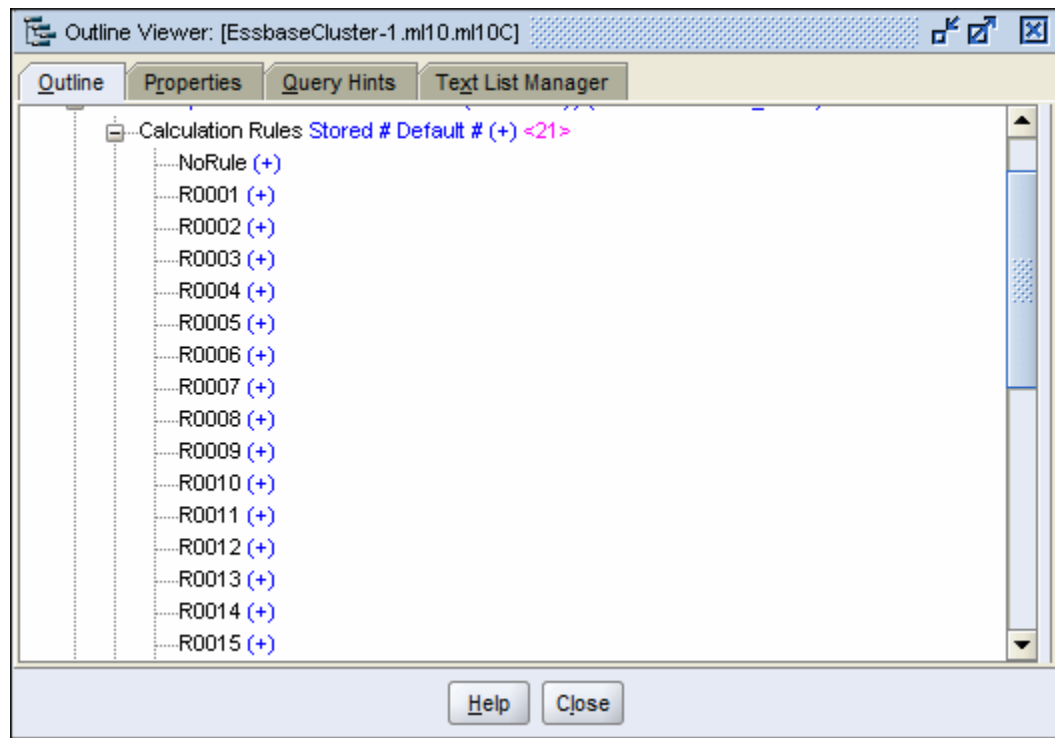 Outline Viewer: [EssbaseCluster-1.ml10.ml10C]
Outline Properties Query Hints Text List Manager
Calculation Rules Stored # Default # (+) <21>
NoRule (+)
R0001 (+)
R0002 (+)
R0003 (+)
R0004 (+)
R0005 (+)
R0006 (+)
R0007 (+)
R0008 (+)
R0009 (+)
R0010 (+)
R0011 (+)
R0012 (+)
R0013 (+)
R0014 (+)
R0015 (+)
Help Close